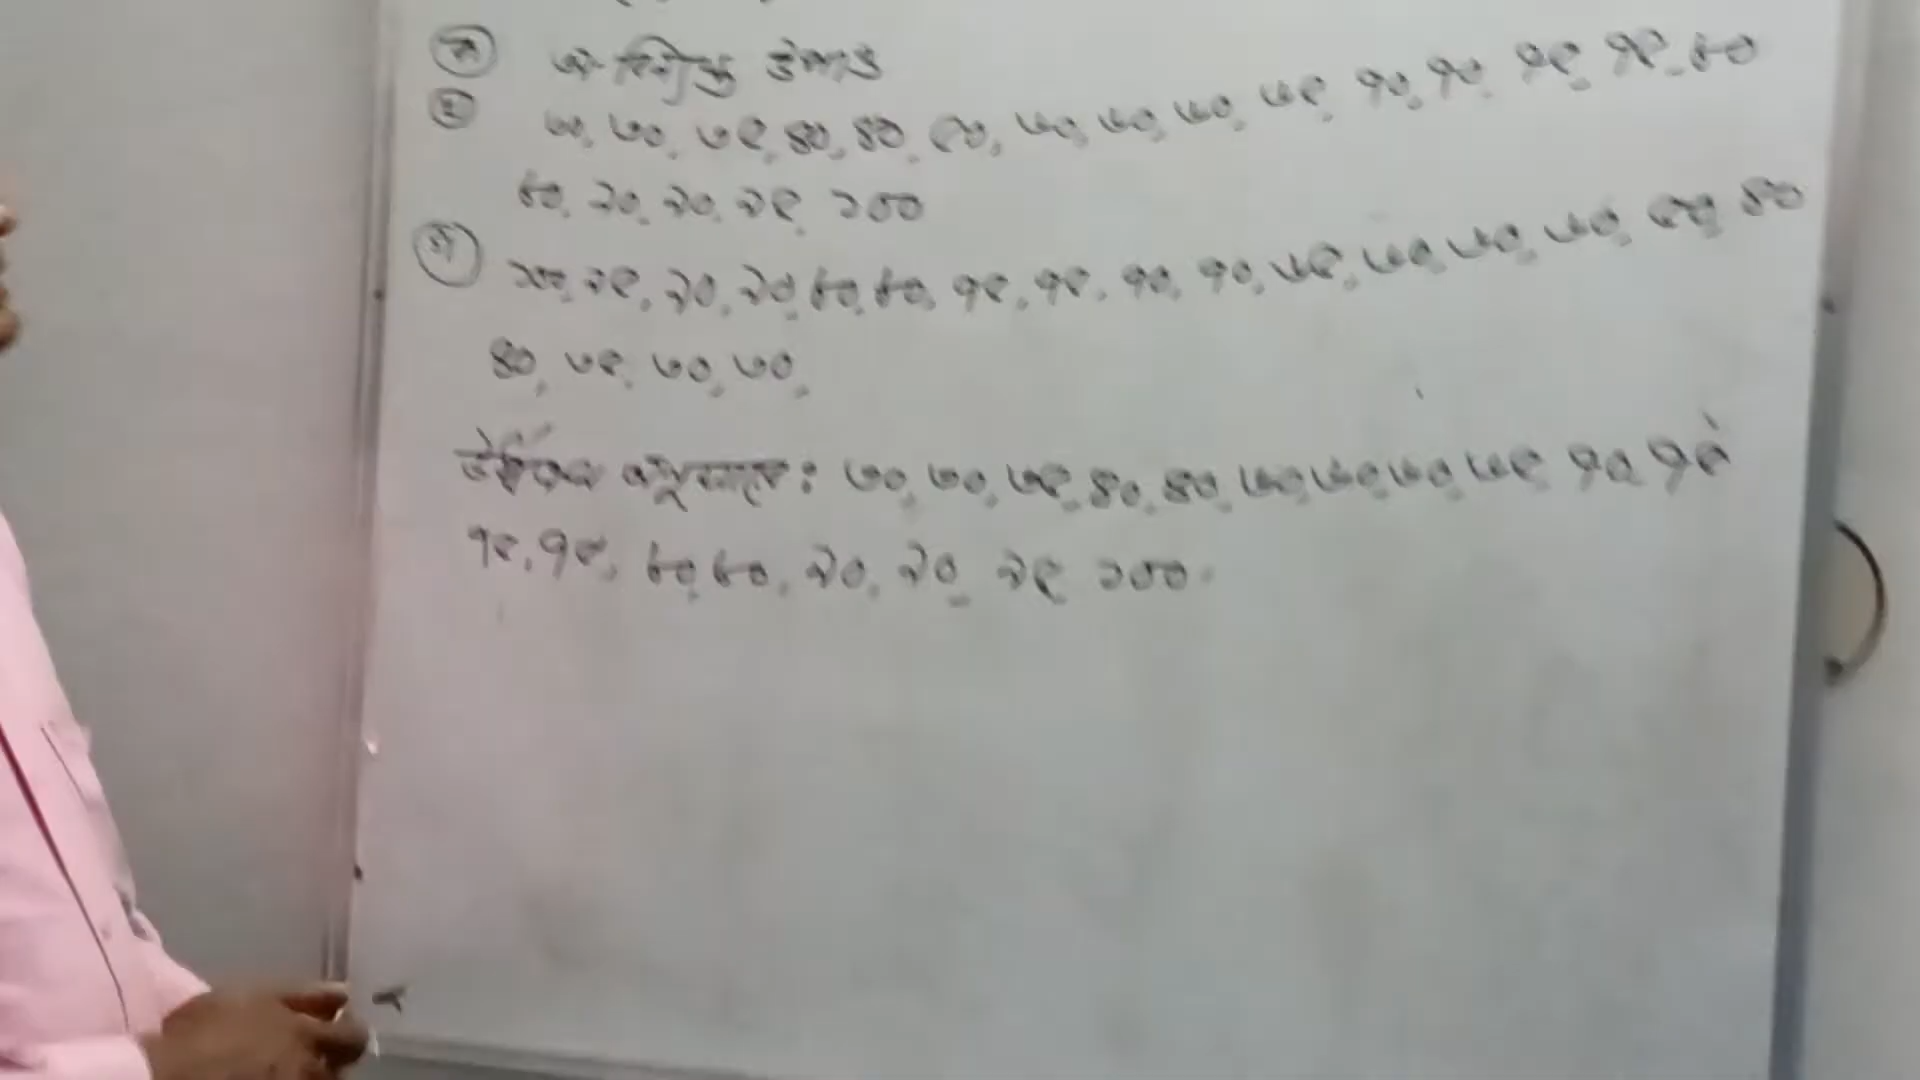 অবিন্যস্ত উপাত্ত
৩০, ৩০, ৩৫, ৪০, ৪০, ৫০, ৬০, ৬০, ৬০, ৬৫, ৭০, ৭০, ৭৫, ৭৫, ৮০
৮০, ৯০, ৯০, ৯৫, ১০০
১০০, ৯৫, ৯০, ৯০, ৮০, ৮০, ৭৫, ৭৫, ৭০, ৭০, ৬৫, ৬০, ৬০, ৬০, ৫০, ৪০
৪০, ৩৫, ৩০, ৩০,
ঊর্ধ্বক্রম অনুসারে: ৩০, ৩০, ৩৫, ৪০, ৪০, ৬০, ৬০, ৬০, ৬৫, ৭০, ৭০
৭৫, ৭৫, ৮০, ৮০, ৯০, ৯০, ৯৫, ১০০